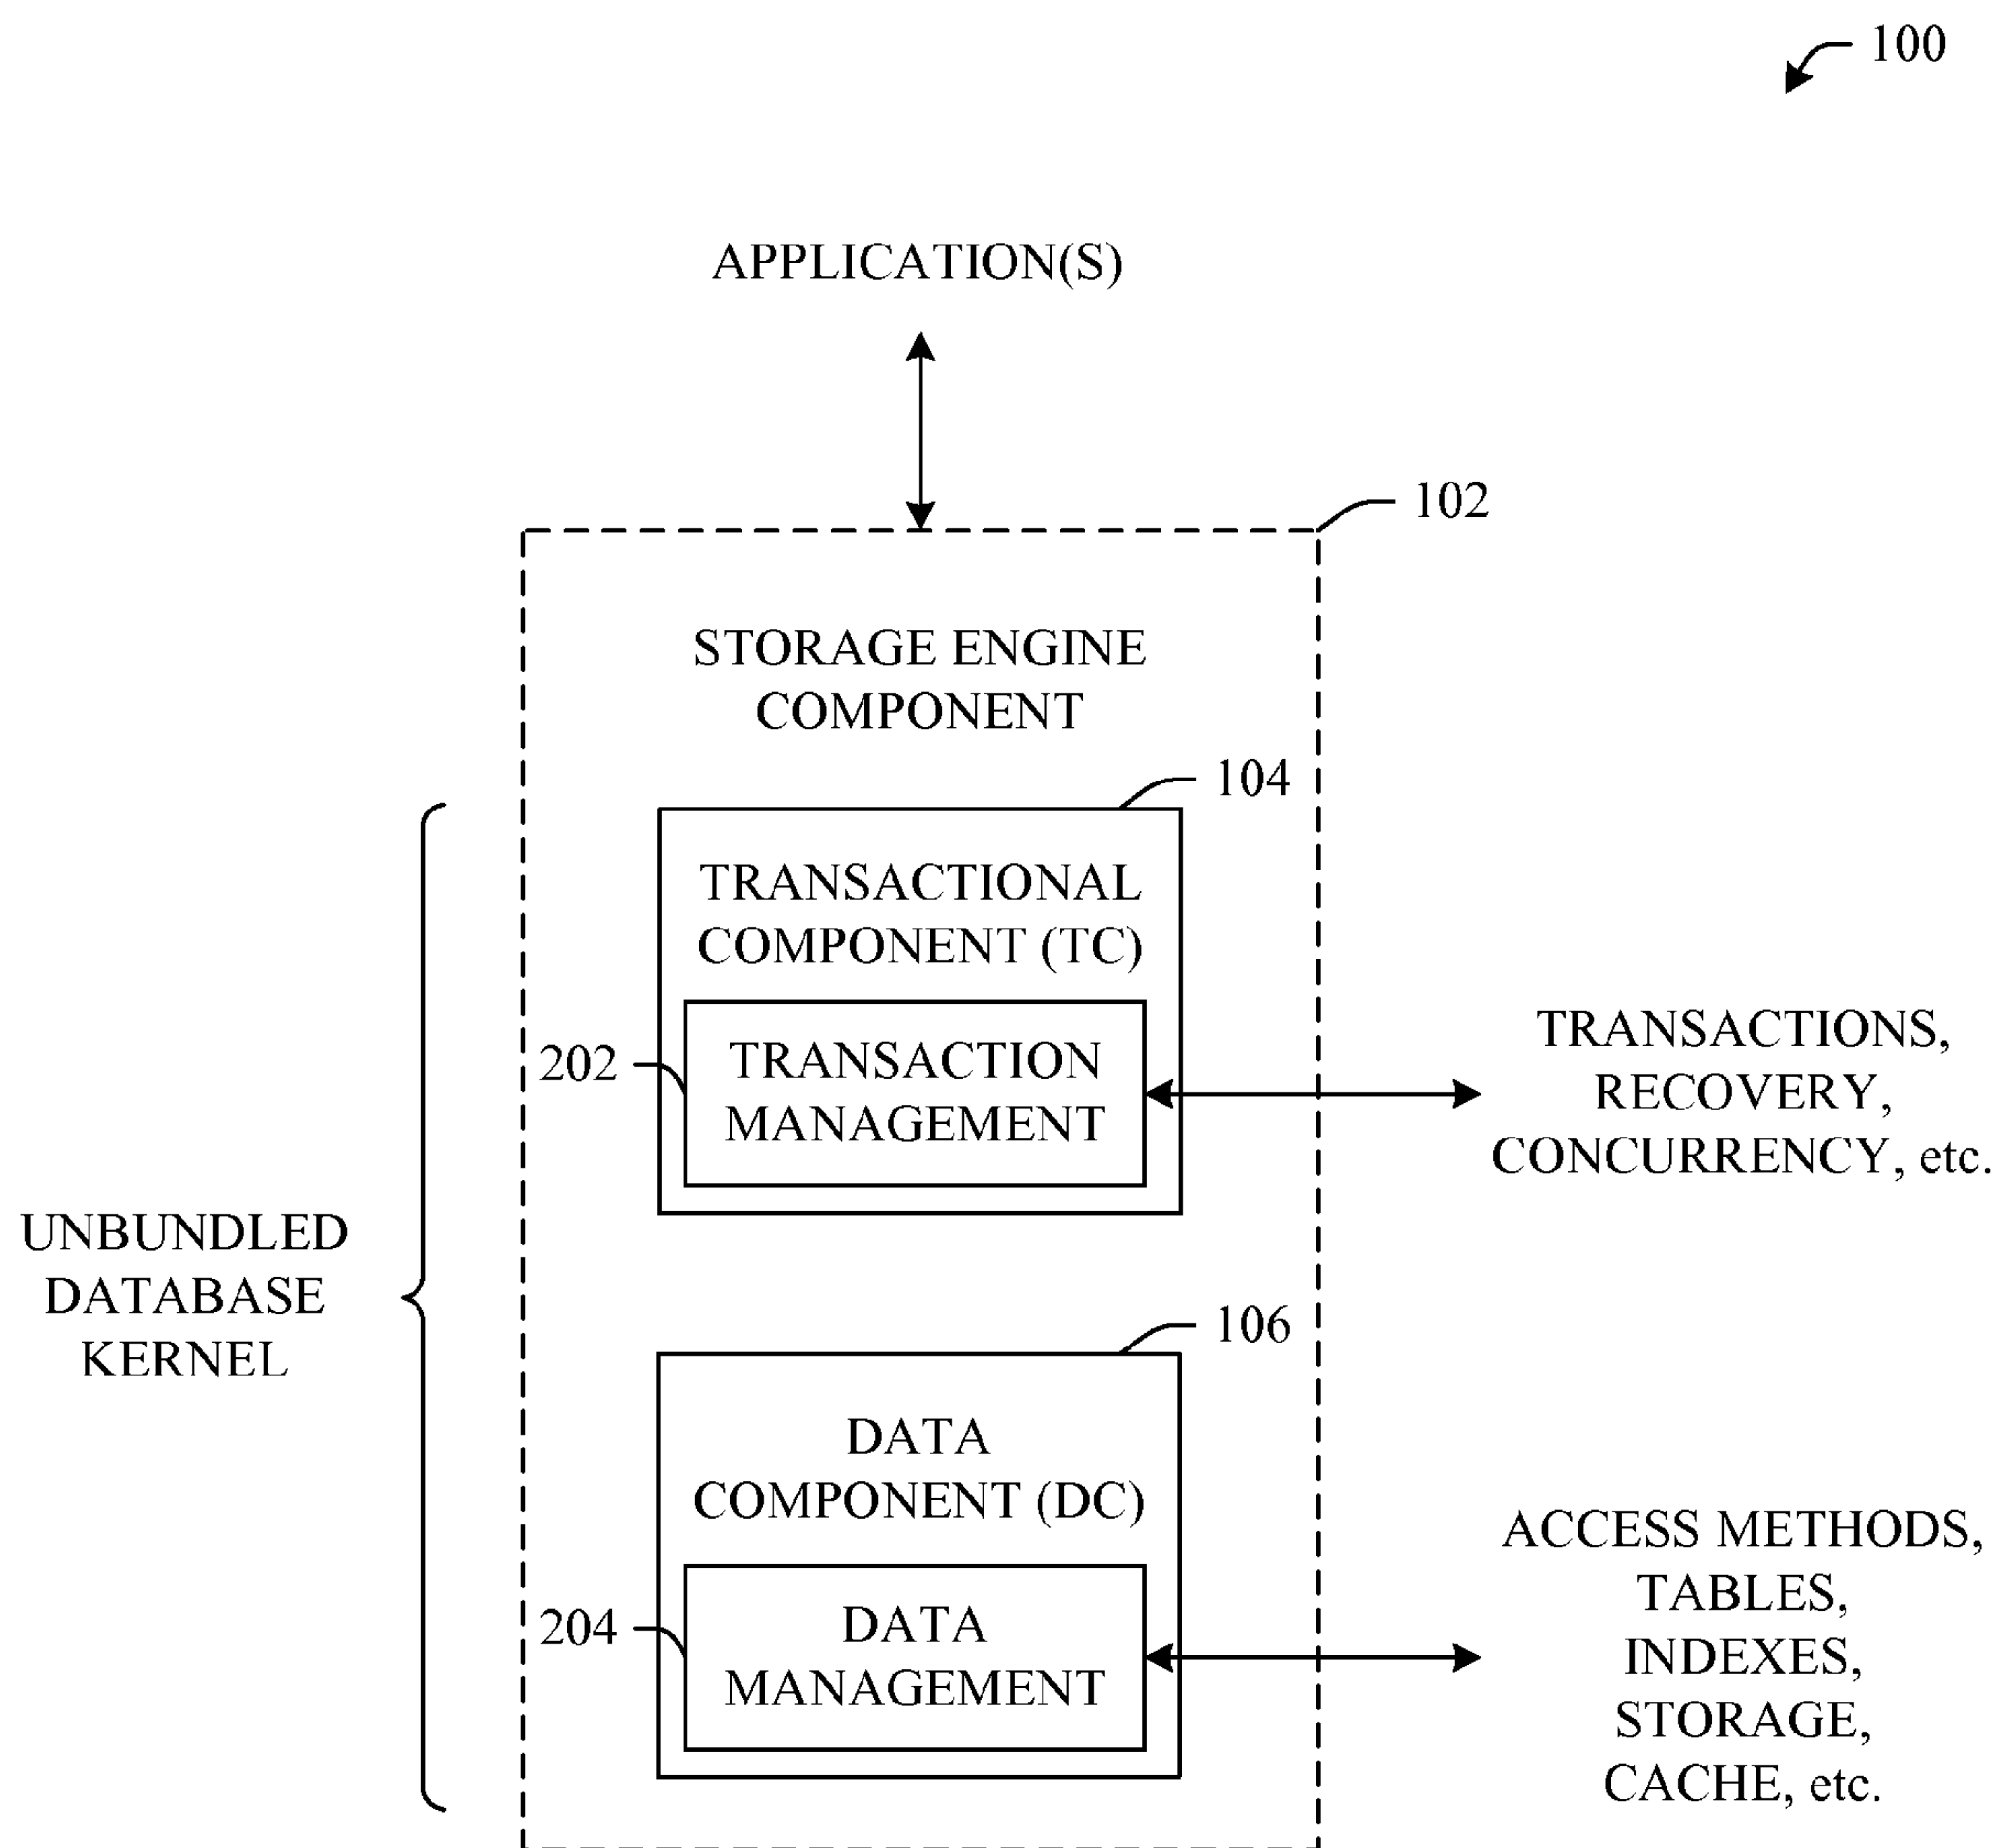 100
APPLICATION(S)
102
STORAGE ENGINE
COMPONENT
104
TRANSACTIONAL
COMPONENT (TC)
202
TRANSACTION
MANAGEMENT
TRANSACTIONS,
RECOVERY,
CONCURRENCY, etc.
UNBUNDLED
DATABASE
KERNEL
106
DATA
COMPONENT (DC)
204
DATA
MANAGEMENT
ACCESS METHODS,
TABLES,
INDEXES,
STORAGE,
CACHE, etc.